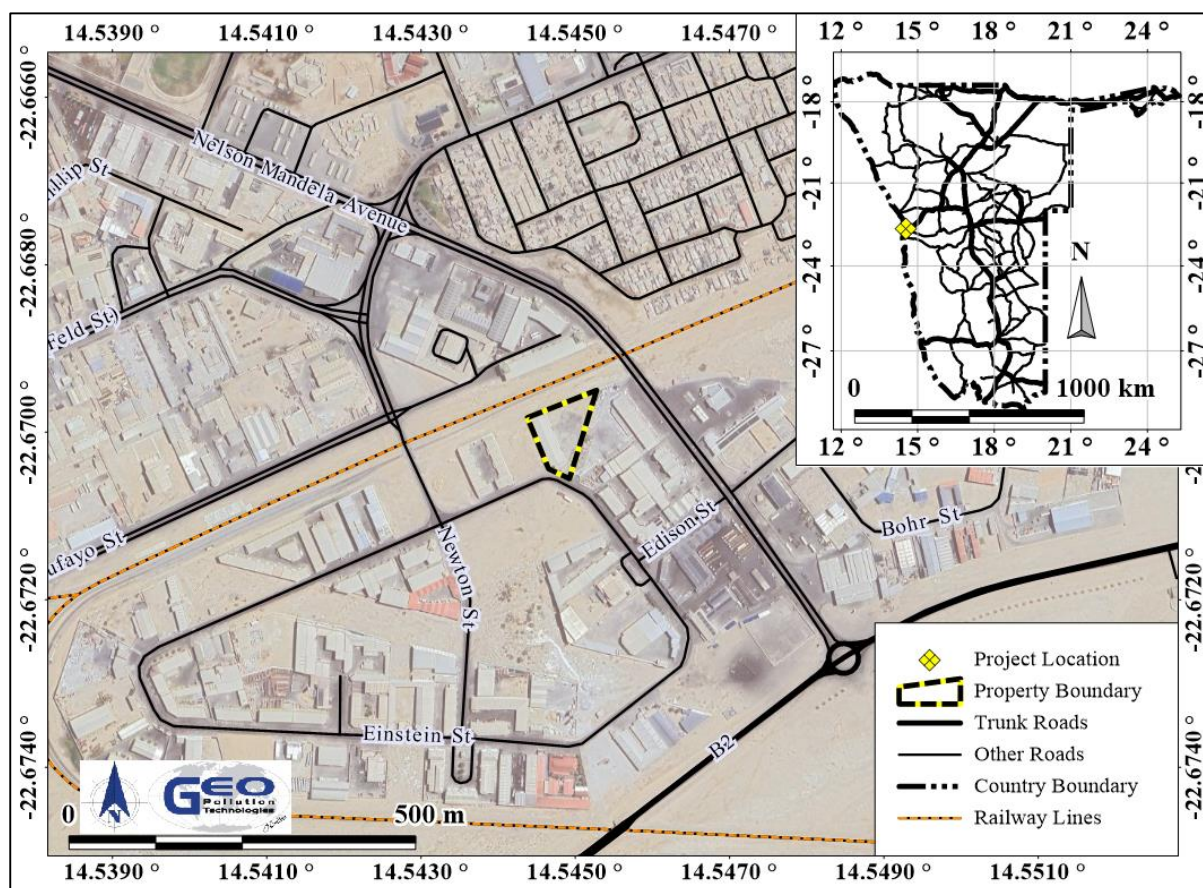 14.5390 ° 14.5410 ° 14.5430 ° 14.5450 ° 14.5470 °
12 15 18 21 24
-18
-21
-24
-27
N
0 1000 km
12 15 18 21 24
-18
-21
-24
-27
-22.6660
-22.6680
-22.6700
-22.6720
-22.6740
Nelson Mandela Avenue
Feld St)
Newton St
Edison St
Bohr St
Einstein St
B2
-22.6720
-22.6740
Project Location
Property Boundary
Trunk Roads
Other Roads
Country Boundary
Railway Lines
N
GEO
Pollution
Technologies
0 500 m
14.5390 ° 14.5410 ° 14.5430 ° 14.5450 ° 14.5470 ° 14.5490 ° 14.5510 °